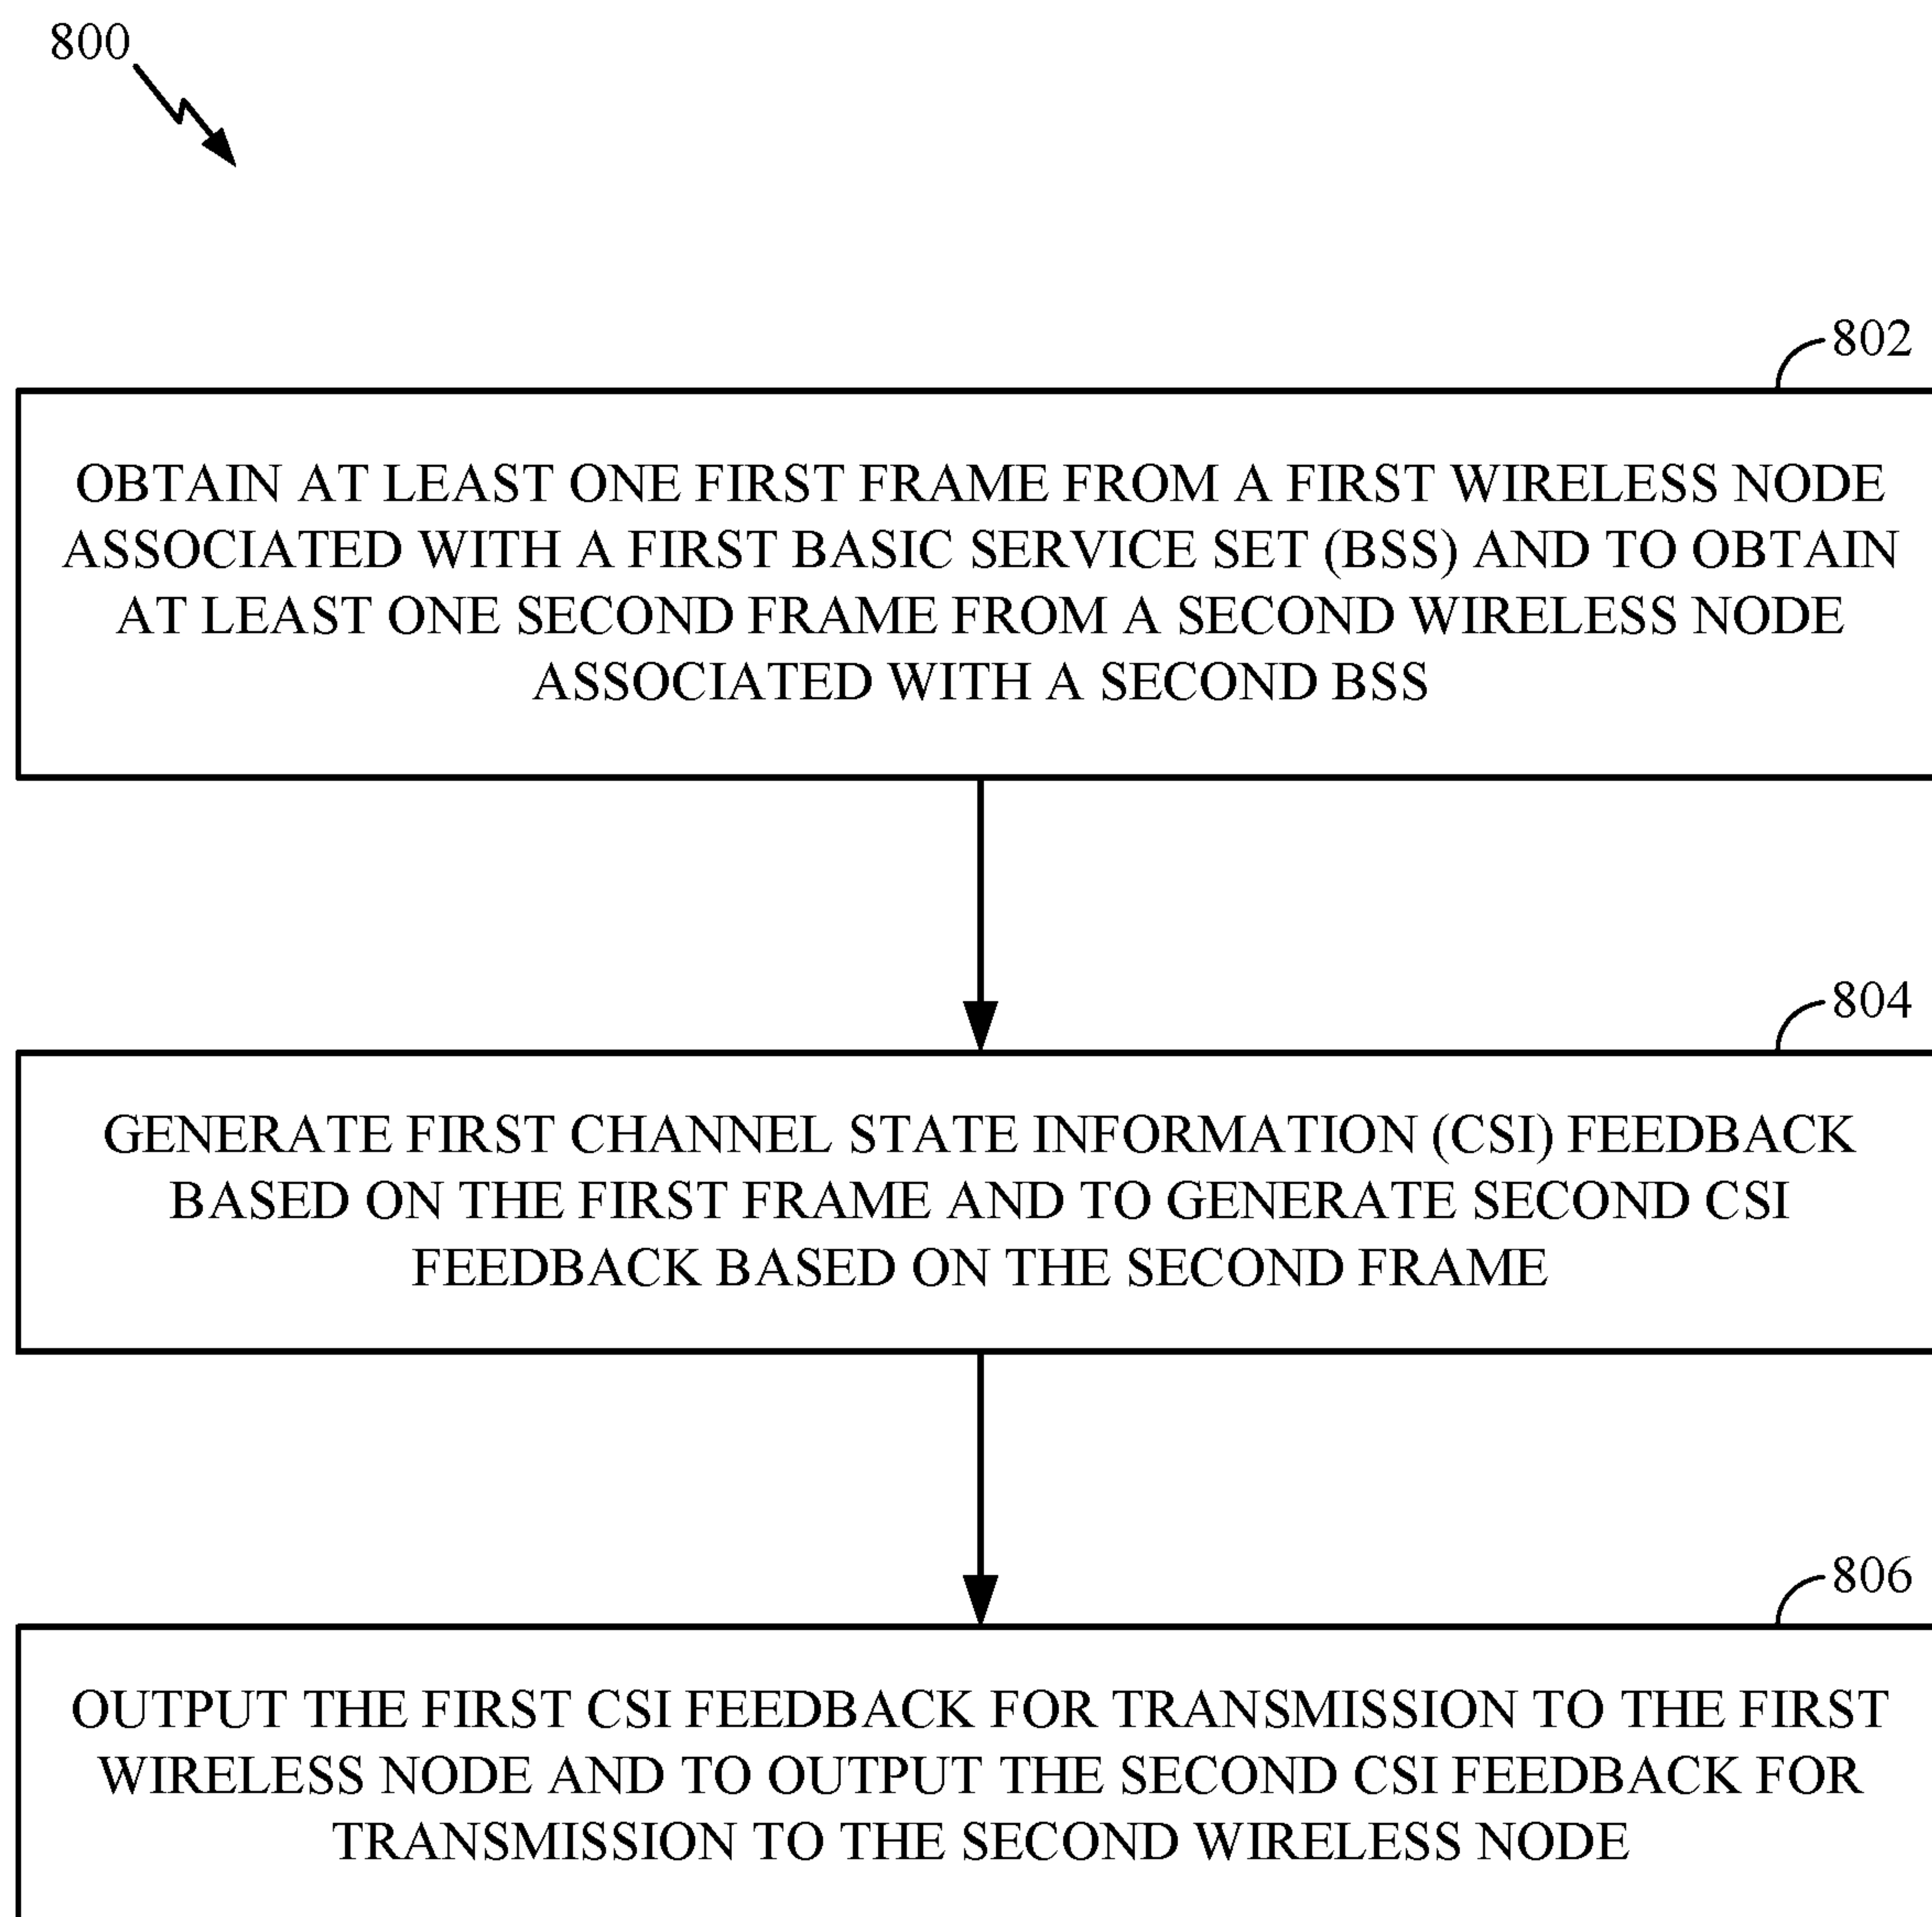 800
802
OBTAIN AT LEAST ONE FIRST FRAME FROM A FIRST WIRELESS NODE
ASSOCIATED WITH A FIRST BASIC SERVICE SET (BSS) AND TO OBTAIN
AT LEAST ONE SECOND FRAME FROM A SECOND WIRELESS NODE
ASSOCIATED WITH A SECOND BSS
804
GENERATE FIRST CHANNEL STATE INFORMATION (CSI) FEEDBACK
BASED ON THE FIRST FRAME AND TO GENERATE SECOND CSI
FEEDBACK BASED ON THE SECOND FRAME
806
OUTPUT THE FIRST CSI FEEDBACK FOR TRANSMISSION TO THE FIRST
WIRELESS NODE AND TO OUTPUT THE SECOND CSI FEEDBACK FOR
TRANSMISSION TO THE SECOND WIRELESS NODE